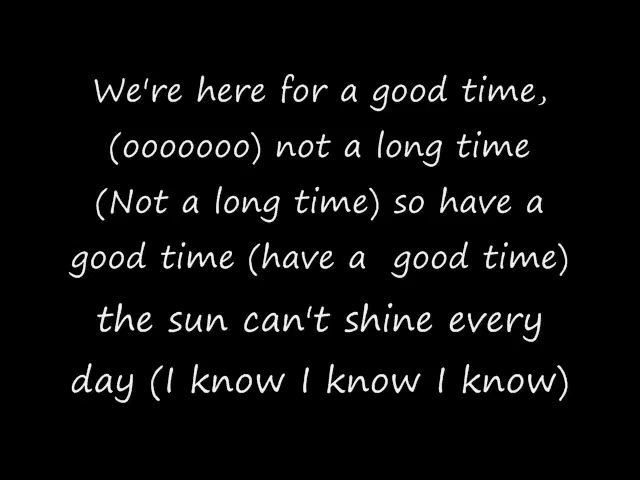 We're here for a good time,
(ooooooo) not a long time
(Not a long time) so have a
good time (have a  good time)
the sun can't shine every
day (I know I know I know)